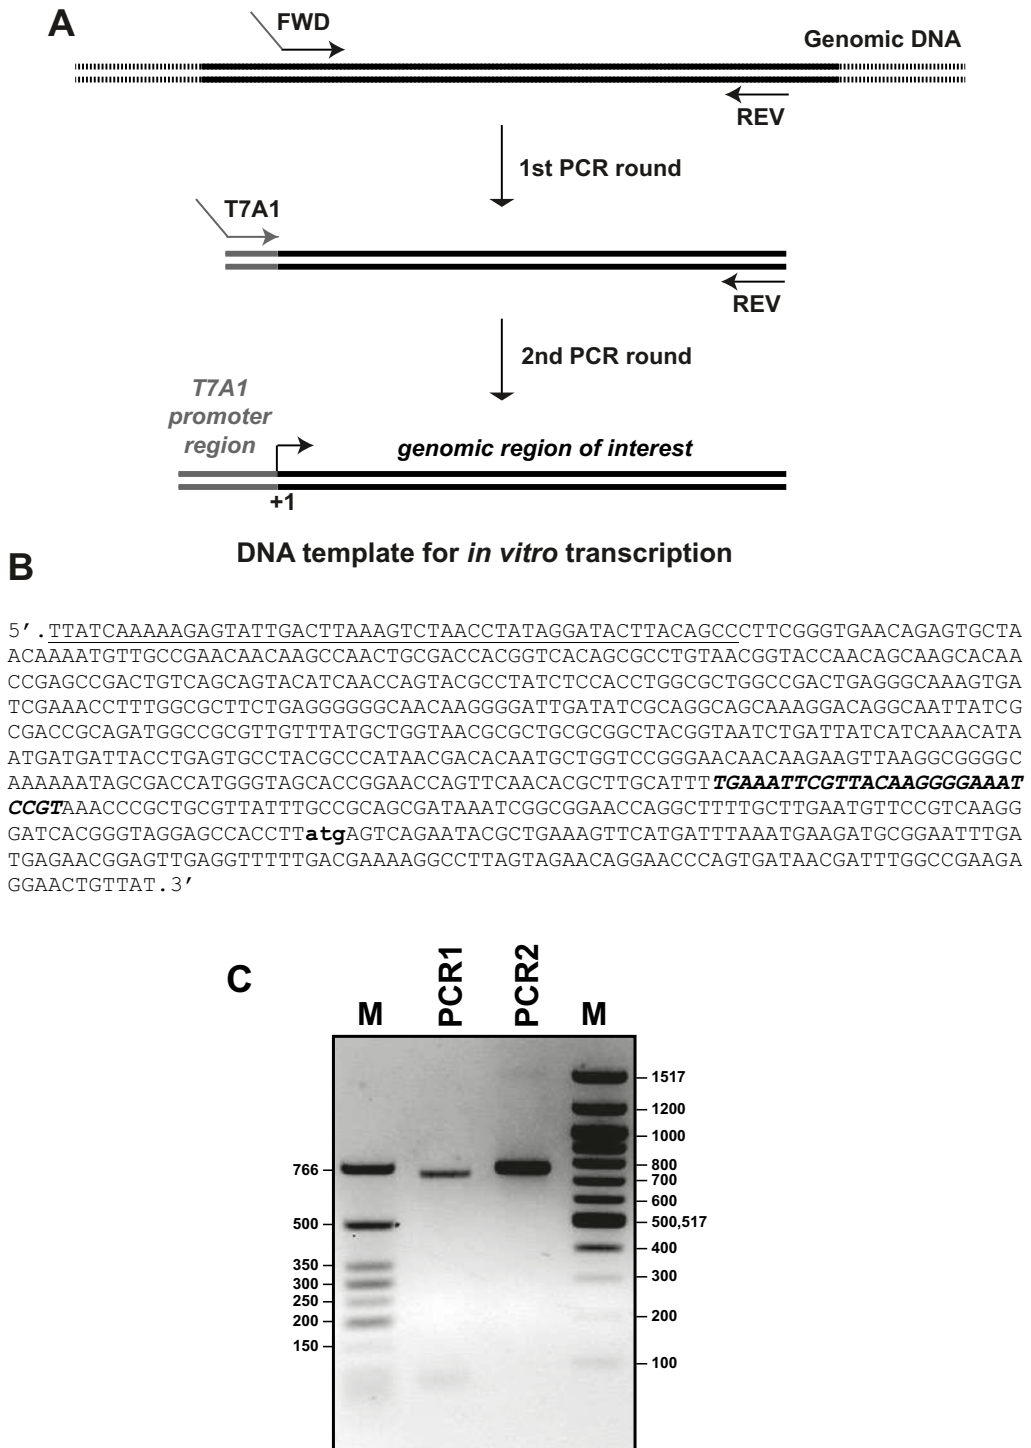 A
FWD
Genomic DNA
REV
1st PCR round
T7A1
REV
2nd PCR round
T7A1
promoter
region
genomic region of interest
+1
DNA template for in vitro transcription
B
5′.TTATCAAAAAGAGTATTGACTTAAAGTCTAACCTATAGGATACTTACAGCCCTTCGGGTGAACAGAGTGCTA
ACAAAATGTTGCCGAACAACAAGCCAACTGCGACCACGGTCACAGCGCCTGTAACGGTACCAACAGCAAGCACAA
CCGAGCCGACTGTCAGCAGTACATCAACCAGTACGCCTATCTCCACCTGGCGCTGGCCGACTGAGGGCAAAGTGA
TCGAAACCTTTGGCGCTTCTGAGGGGGGCAACAAGGGGATTGATATCGCAGGCAGCAAAGGACAGGCAATTATCG
CGACCGCAGATGGCCGCGTTGTTTATGCTGGTAACGCGCTGCGCGGCTACGGTAATCTGATTATCATCAAACATA
ATGATGATTACCTGAGTGCCTACGCCCATAACGACACAATGCTGGTCCGGGAACAACAAGAAGTTAAGGCGGGGC
AAAAAATAGCGACCATGGGTAGCACCGGAACCAGTTCAACACGCTTGCATTTTGAAATTCGTTACAAGGGGAAAT
CCGTAAACCCGCTGCGTTATTTGCCGCAGCGATAAATCGGCGGAACCAGGCTTTTGCTTGAATGTTCCGTCAAGG
GATCACGGGTAGGAGCCACCTTatgAGTCAGAATACGCTGAAAGTTCATGATTTAAATGAAGATGCGGAATTTGA
TGAGAACGGAGTTGAGGTTTTTGACGAAAAGGCCTTAGTAGAACAGGAACCCAGTGATAACGATTTGGCCGAAGA
GGAACTGTTAT.3′
C
M
PCR1
PCR2
M
766
500
350
300
250
200
150
1517
1200
1000
800
700
600
500,517
400
300
200
100